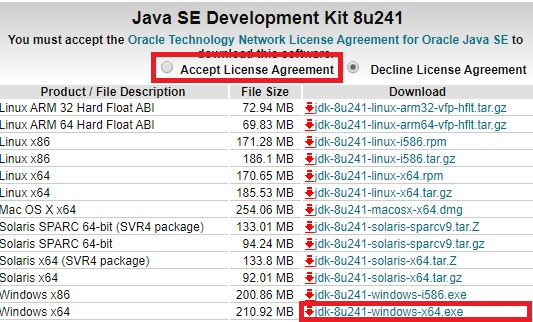 Java SE Development Kit 8u241
You must accept the Oracle Technology Network License Agreement for Oracle Java SE to
download this software.
Accept License Agreement Decline License Agreement
Product / File Description File Size Download
Linux ARM 32 Hard Float ABI 72.94 MB jdk-8u241-linux-arm32-vfp-hflt.tar.gz
Linux ARM 64 Hard Float ABI 69.83 MB jdk-8u241-linux-arm64-vfp-hflt.tar.gz
Linux x86 171.28 MB jdk-8u241-linux-i586.rpm
Linux x86 186.1 MB jdk-8u241-linux-i586.tar.gz
Linux x64 170.65 MB jdk-8u241-linux-x64.rpm
Linux x64 185.53 MB jdk-8u241-linux-x64.tar.gz
Mac OS X x64 254.06 MB jdk-8u241-macosx-x64.dmg
Solaris SPARC 64-bit (SVR4 package) 133.01 MB jdk-8u241-solaris-sparcv9.tar.Z
Solaris SPARC 64-bit 94.24 MB jdk-8u241-solaris-sparcv9.tar.gz
Solaris x64 (SVR4 package) 133.8 MB jdk-8u241-solaris-x64.tar.Z
Solaris x64 92.01 MB jdk-8u241-solaris-x64.tar.gz
Windows x86 200.86 MB jdk-8u241-windows-i586.exe
Windows x64 210.92 MB jdk-8u241-windows-x64.exe